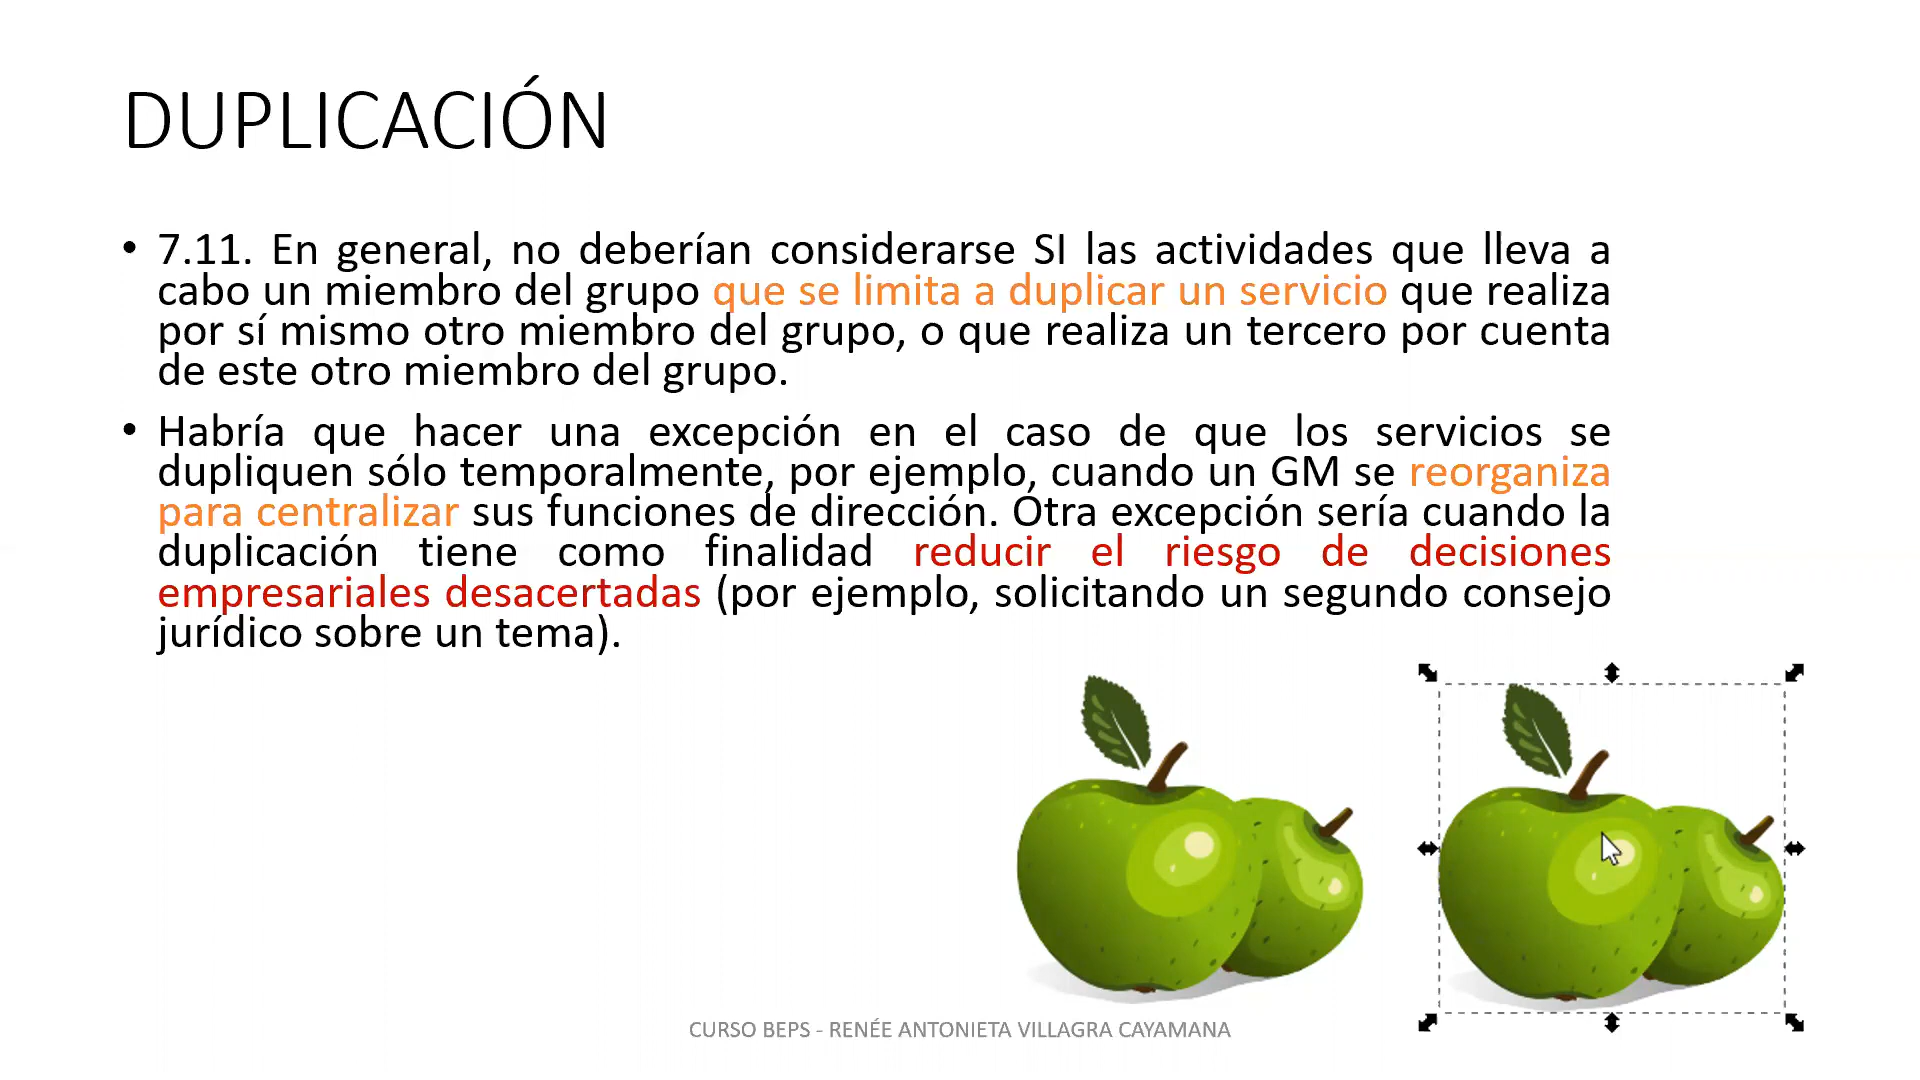 DUPLICACIÓN
• 7.11. En general, no deberían considerarse SI las actividades que lleva a
cabo un miembro del grupo que se limita a duplicar un servicio que realiza
por sí mismo otro miembro del grupo, o que realiza un tercero por cuenta
de este otro miembro del grupo.
• Habría que hacer una excepción en el caso de que los servicios se
dupliquen sólo temporalmente, por ejemplo, cuando un GM se reorganiza
para centralizar sus funciones de dirección. Otra excepción sería cuando la
duplicación tiene como finalidad reducir el riesgo de decisiones
empresariales desacertadas (por ejemplo, solicitando un segundo consejo
jurídico sobre un tema).
CURSO BEPS - RENÉE ANTONIETA VILLAGRA CAYAMANA